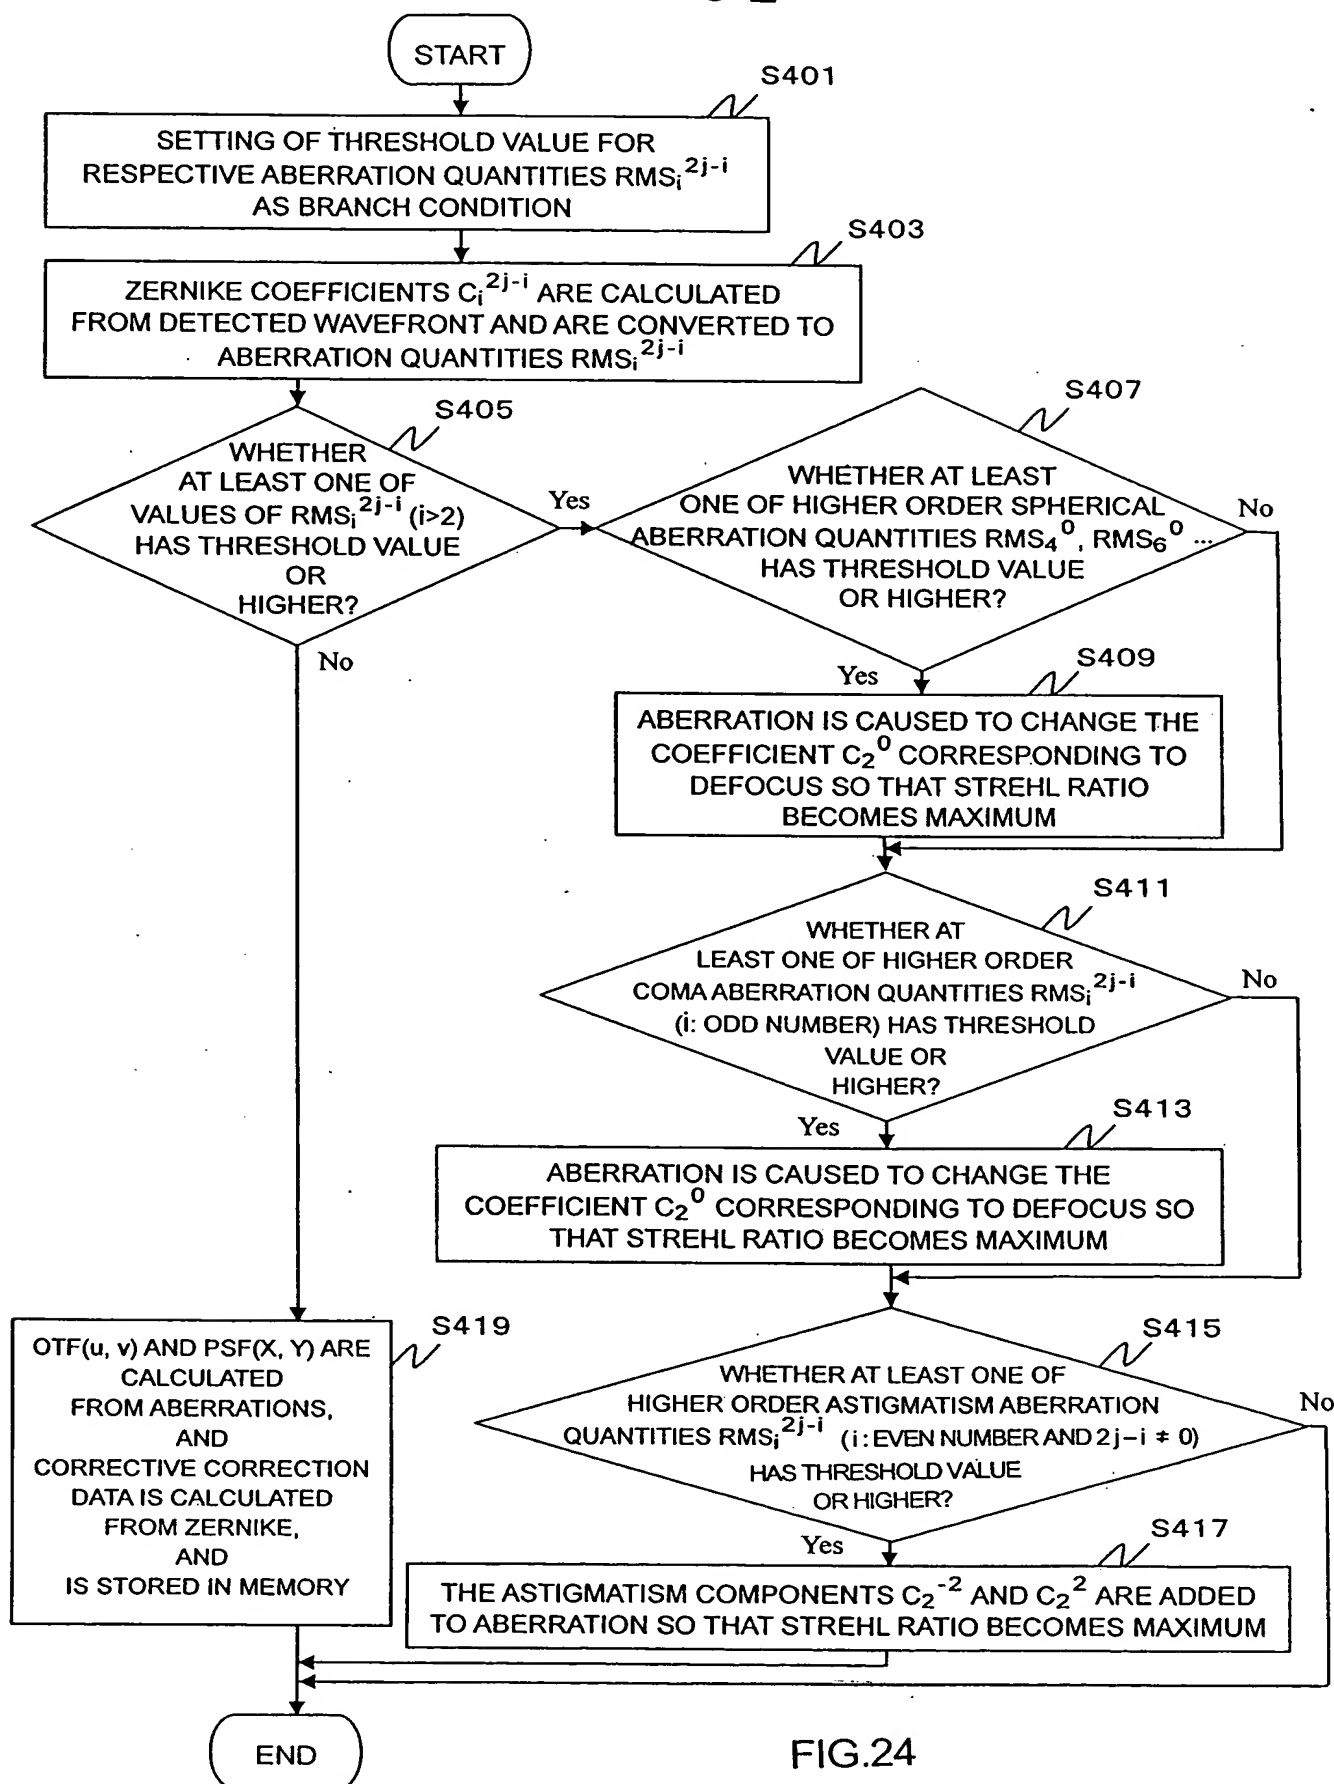 START
S401
SETTING OF THRESHOLD VALUE FOR
RESPECTIVE ABERRATION QUANTITIES RMSᵢ²ʲ⁻ⁱ
AS BRANCH CONDITION
S403
ZERNIKE COEFFICIENTS Cᵢ²ʲ⁻ⁱ ARE CALCULATED
FROM DETECTED WAVEFRONT AND ARE CONVERTED TO
ABERRATION QUANTITIES RMSᵢ²ʲ⁻ⁱ
S405
WHETHER
AT LEAST ONE OF
VALUES OF RMSᵢ²ʲ⁻ⁱ (i>2)
HAS THRESHOLD VALUE
OR
HIGHER?
Yes
No
S407
WHETHER AT LEAST
ONE OF HIGHER ORDER SPHERICAL
ABERRATION QUANTITIES RMS₄⁰, RMS₆⁰ ...
HAS THRESHOLD VALUE
OR HIGHER?
No
Yes
S409
ABERRATION IS CAUSED TO CHANGE THE
COEFFICIENT C₂⁰ CORRESPONDING TO
DEFOCUS SO THAT STREHL RATIO
BECOMES MAXIMUM
S411
WHETHER AT
LEAST ONE OF HIGHER ORDER
COMA ABERRATION QUANTITIES RMSᵢ²ʲ⁻ⁱ
(i: ODD NUMBER) HAS THRESHOLD
VALUE OR
HIGHER?
No
Yes
S413
ABERRATION IS CAUSED TO CHANGE THE
COEFFICIENT C₂⁰ CORRESPONDING TO DEFOCUS SO
THAT STREHL RATIO BECOMES MAXIMUM
S415
WHETHER AT LEAST ONE OF
HIGHER ORDER ASTIGMATISM ABERRATION
QUANTITIES RMSᵢ²ʲ⁻ⁱ (i: EVEN NUMBER AND 2j-i ≠ 0)
HAS THRESHOLD VALUE
OR HIGHER?
No
Yes
S417
THE ASTIGMATISM COMPONENTS C₂⁻² AND C₂² ARE ADDED
TO ABERRATION SO THAT STREHL RATIO BECOMES MAXIMUM
S419
OTF(u, v) AND PSF(X, Y) ARE
CALCULATED
FROM ABERRATIONS,
AND
CORRECTIVE CORRECTION
DATA IS CALCULATED
FROM ZERNIKE,
AND
IS STORED IN MEMORY
END
FIG.24